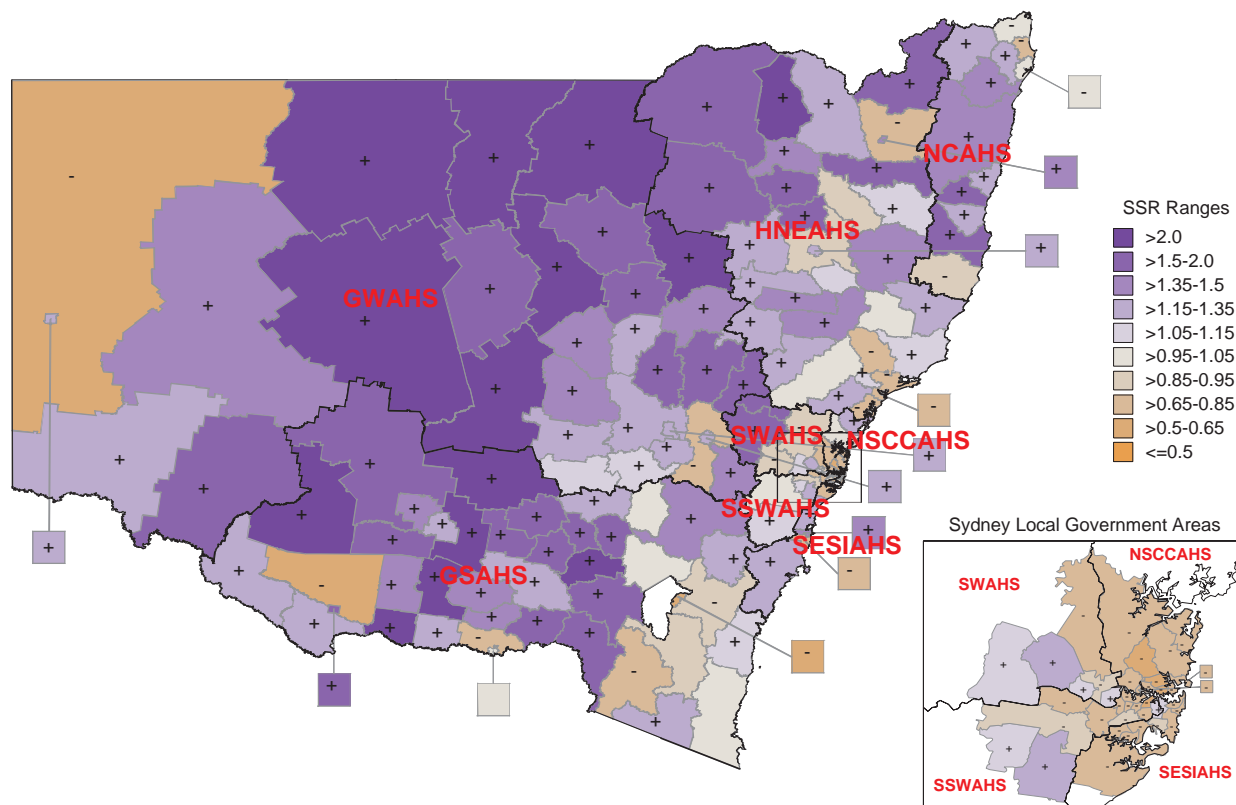 NCAHS
HNEAHS
GWAHS
SWAHS
NSCCAHS
SSWAHS
SESIAHS
GSAHS
SSR Ranges
>2.0
>1.5-2.0
>1.35-1.5
>1.15-1.35
>1.05-1.15
>0.95-1.05
>0.85-0.95
>0.65-0.85
>0.5-0.65
<=0.5
Sydney Local Government Areas
NSCCAHS
SWAHS
SSWAHS
SESIAHS